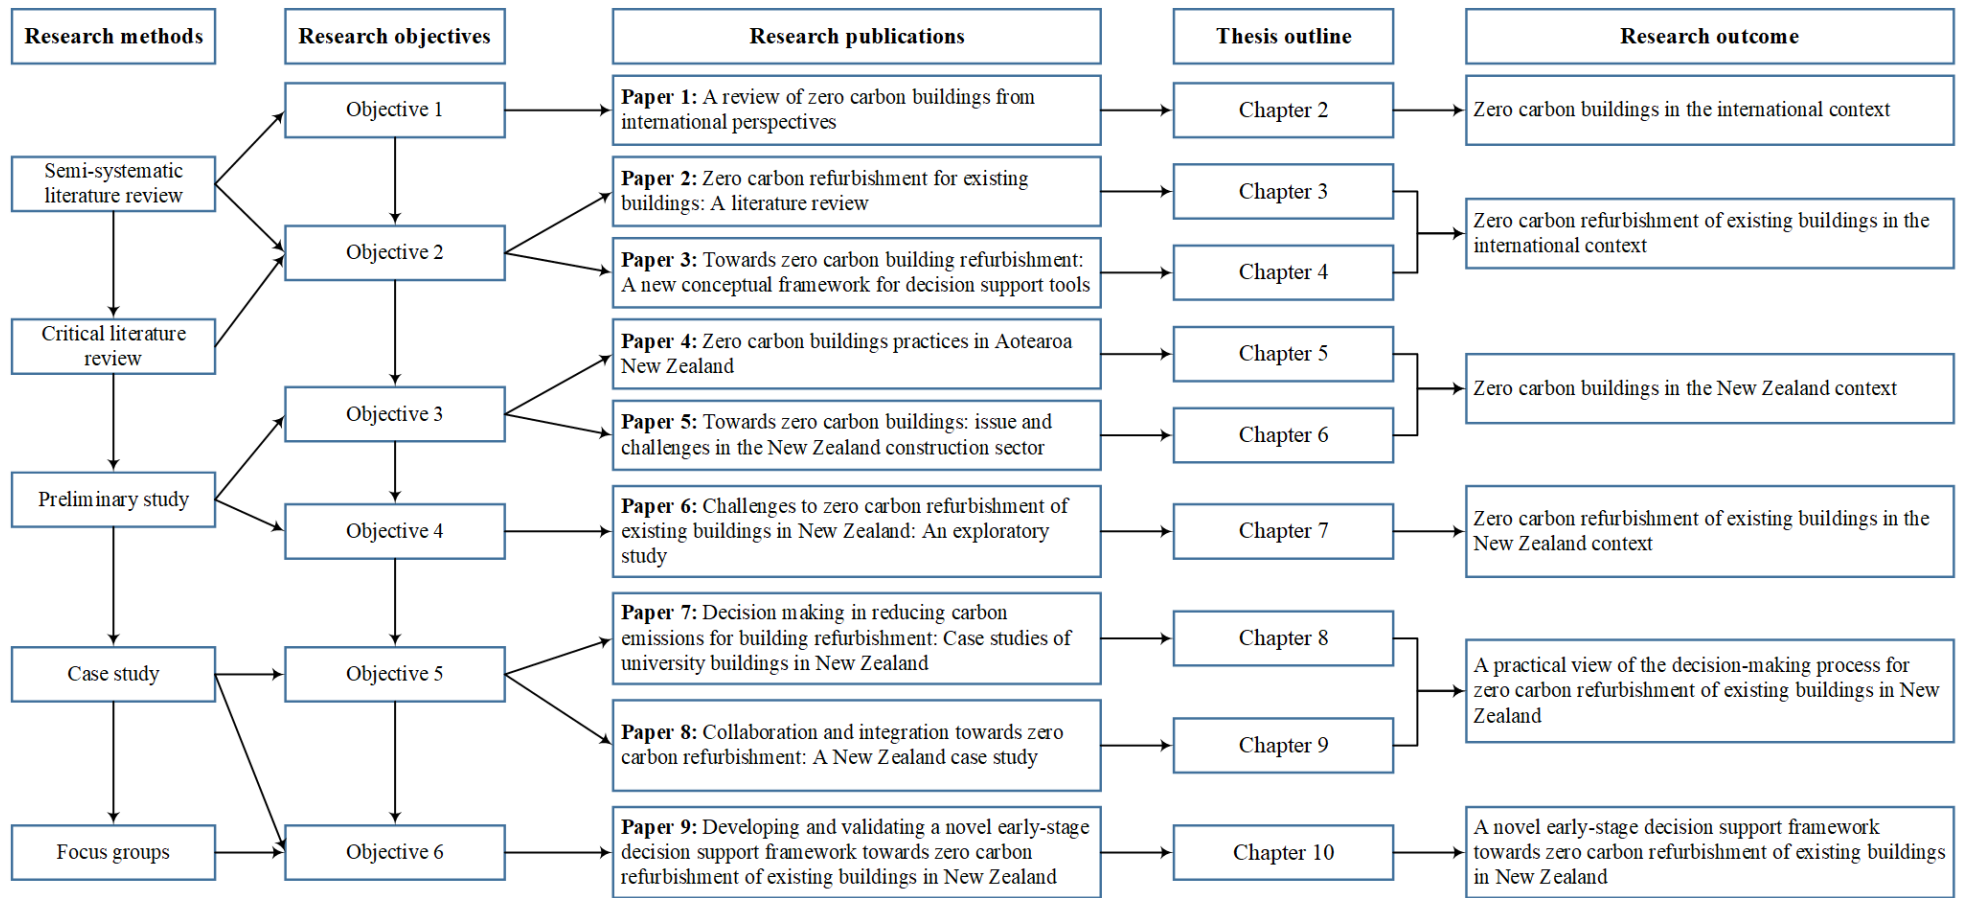 Research methods
Research objectives
Research publications
Thesis outline
Research outcome
Semi-systematic
literature review
Critical literature
review
Preliminary study
Case study
Focus groups
Objective 1
Objective 2
Objective 3
Objective 4
Objective 5
Objective 6
Paper 1: A review of zero carbon buildings from
international perspectives
Paper 2: Zero carbon refurbishment for existing
buildings: A literature review
Paper 3: Towards zero carbon building refurbishment:
A new conceptual framework for decision support tools
Paper 4: Zero carbon buildings practices in Aotearoa
New Zealand
Paper 5: Towards zero carbon buildings: issue and
challenges in the New Zealand construction sector
Paper 6: Challenges to zero carbon refurbishment of
existing buildings in New Zealand: An exploratory
study
Paper 7: Decision making in reducing carbon
emissions for building refurbishment: Case studies of
university buildings in New Zealand
Paper 8: Collaboration and integration towards zero
carbon refurbishment: A New Zealand case study
Paper 9: Developing and validating a novel early-stage
decision support framework towards zero carbon
refurbishment of existing buildings in New Zealand
Chapter 2
Chapter 3
Chapter 4
Chapter 5
Chapter 6
Chapter 7
Chapter 8
Chapter 9
Chapter 10
Zero carbon buildings in the international context
Zero carbon refurbishment of existing buildings in the
international context
Zero carbon buildings in the New Zealand context
Zero carbon refurbishment of existing buildings in the
New Zealand context
A practical view of the decision-making process for
zero carbon refurbishment of existing buildings in New
Zealand
A novel early-stage decision support framework
towards zero carbon refurbishment of existing buildings
in New Zealand